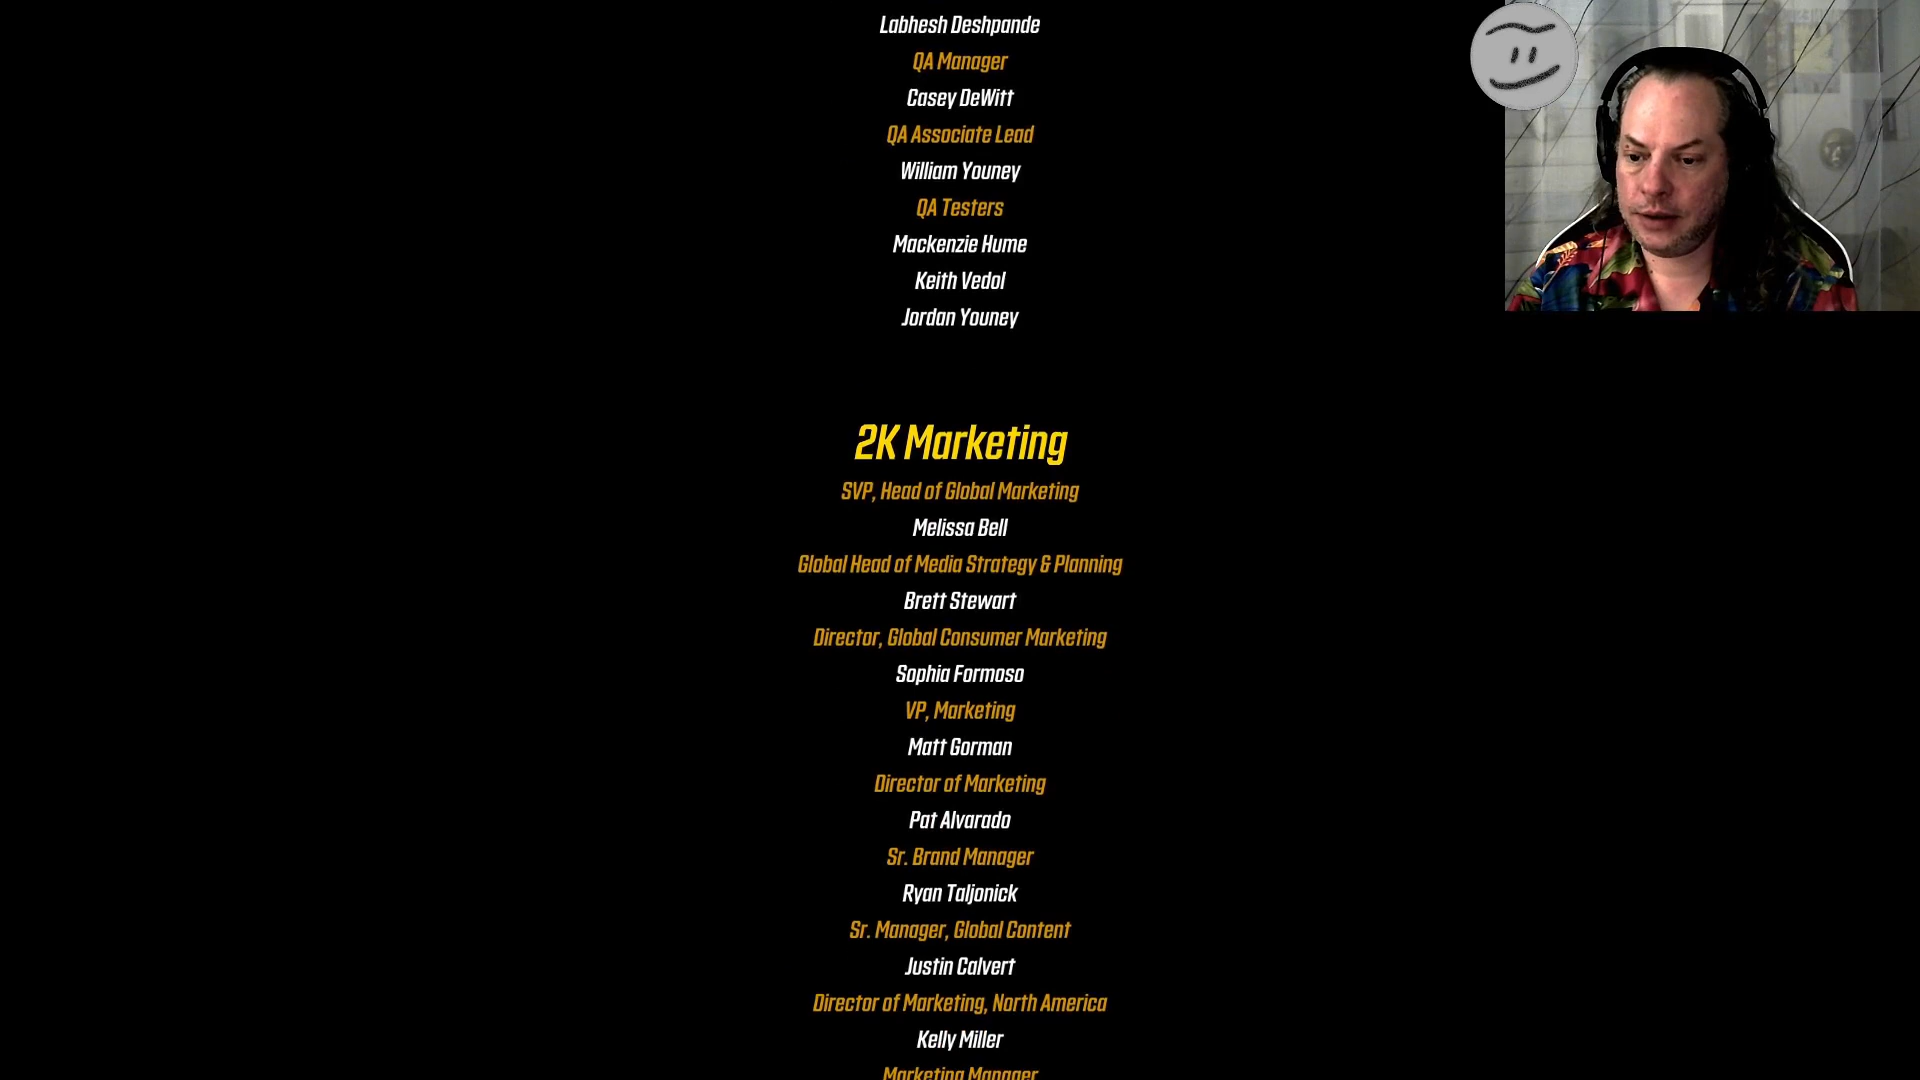 Labhesh Deshpande
QA Manager
Casey DeWitt
QA Associate Lead
William Youney
QA Testers
Mackenzie Hume
Keith Vedol
Jordan Youney
2K Marketing
SVP, Head of Global Marketing
Melissa Bell
Global Head of Media Strategy & Planning
Brett Stewart
Director, Global Consumer Marketing
Sophia Formoso
VP, Marketing
Matt Gorman
Director of Marketing
Pat Alvarado
Sr. Brand Manager
Ryan Taljonick
Sr. Manager, Global Content
Justin Calvert
Director of Marketing, North America
Kelly Miller
Marketing Manager